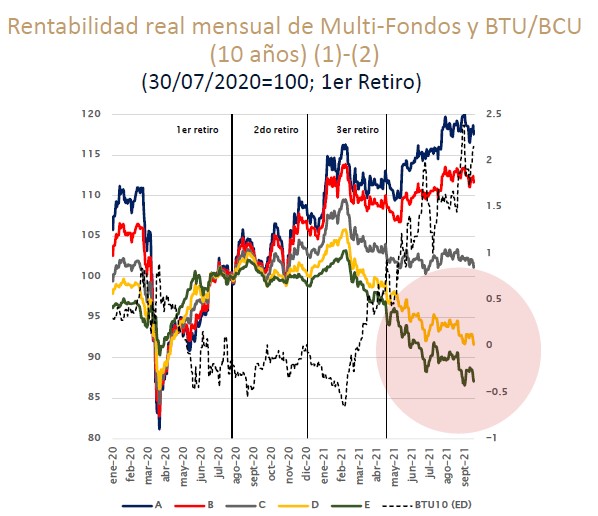 Rentabilidad real mensual de Multi-Fondos y BTU/BCU
(10 años) (1)-(2)
(30/07/2020=100; 1er Retiro)
120
115
110
105
100
95
90
85
80
1er retiro
2do retiro
3er retiro
2.5
2
1.5
1
0.5
0
−0.5
−1
ene-20
feb-20
mar-20
abr-20
may-20
jun-20
jul-20
ago-20
sept-20
oct-20
nov-20
dic-20
ene-21
feb-21
mar-21
abr-21
may-21
jun-21
jul-21
ago-21
sept-21
A
B
C
D
E
BTU10 (ED)